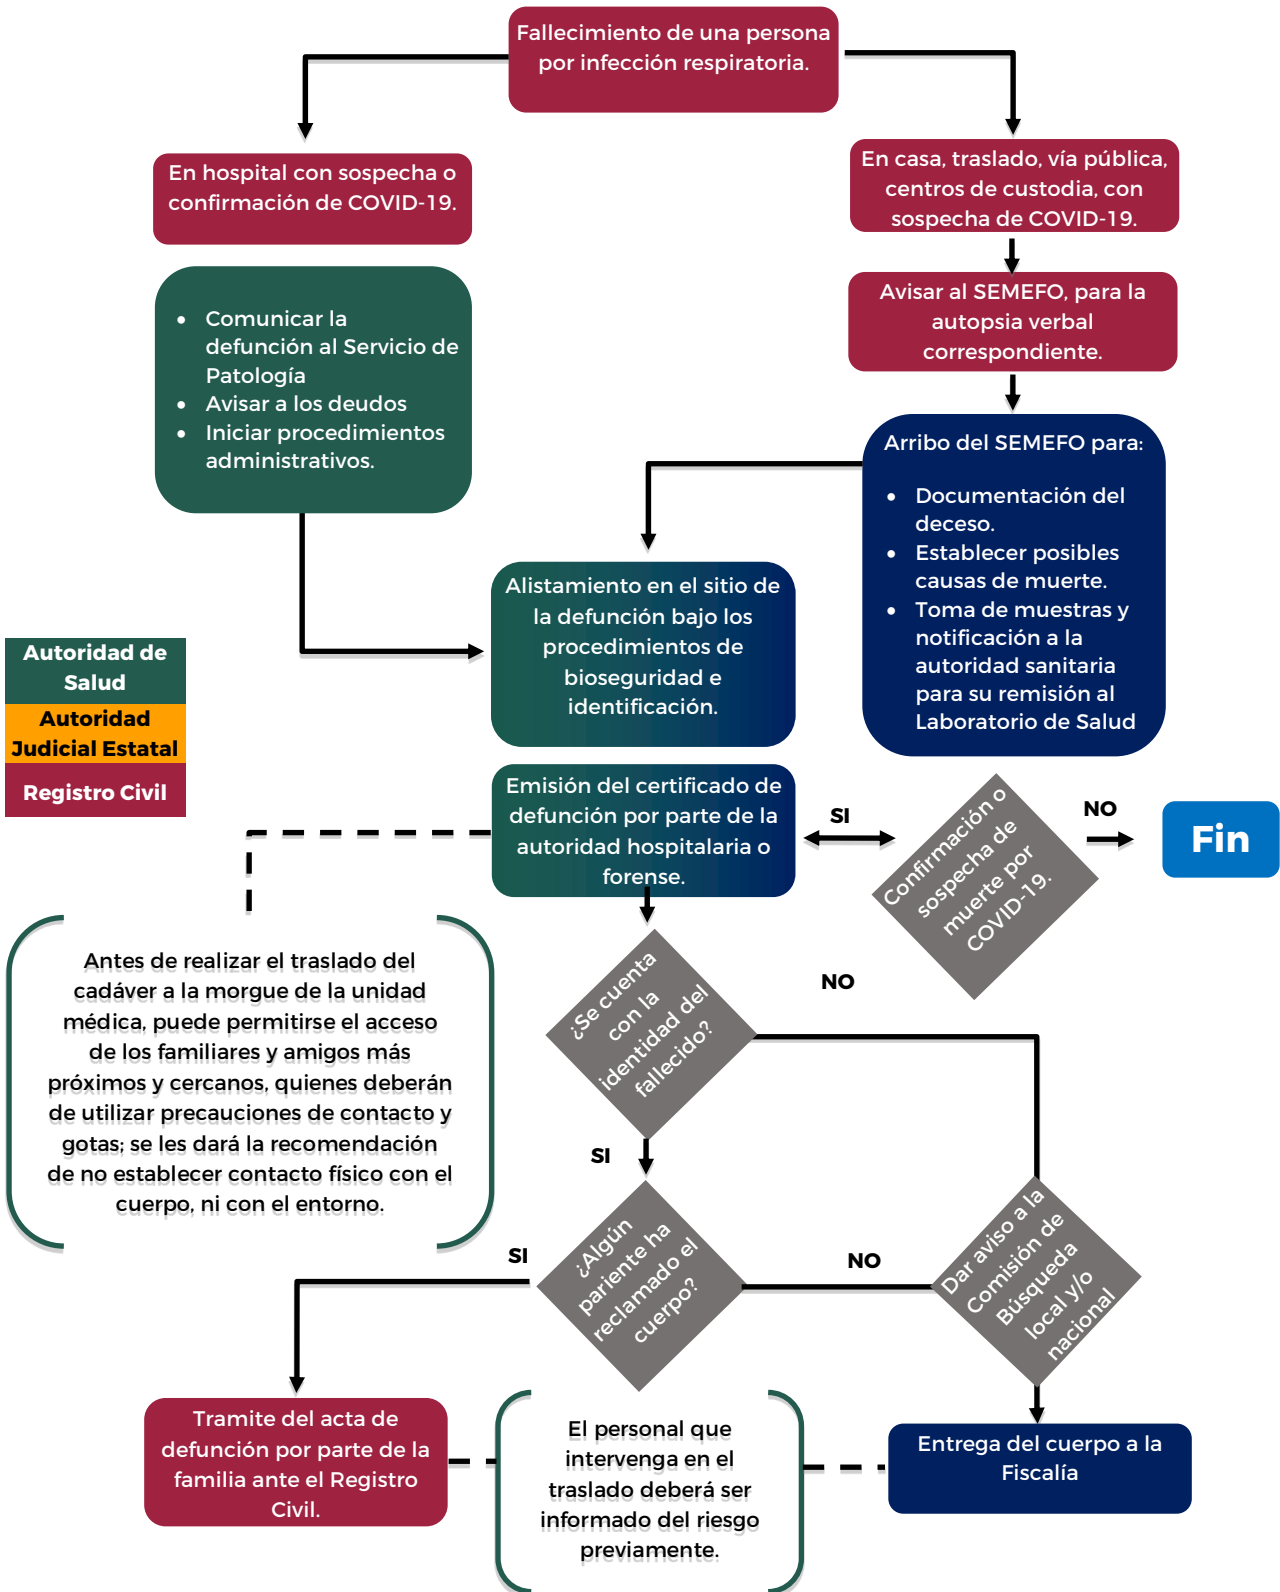 Fallecimiento de una persona
por infección respiratoria.
En hospital con sospecha o
confirmación de COVID-19.
En casa, traslado, vía pública,
centros de custodia, con
sospecha de COVID-19.
• Comunicar la
defunción al Servicio de
Patología
• Avisar a los deudos
• Iniciar procedimientos
administrativos.
Avisar al SEMEFO, para la
autopsia verbal
correspondiente.
Arribo del SEMEFO para:
• Documentación del
deceso.
• Establecer posibles
causas de muerte.
• Toma de muestras y
notificación a la
autoridad sanitaria
para su remisión al
Laboratorio de Salud
Alistamiento en el sitio de
la defunción bajo los
procedimientos de
bioseguridad e
identificación.
Autoridad de
Salud
Autoridad
Judicial Estatal
Registro Civil
Emisión del certificado de
defunción por parte de la
autoridad hospitalaria o
forense.
SI
Confirmación o
sospecha de
muerte por
COVID-19.
NO
Fin
Antes de realizar el traslado del
cadáver a la morgue de la unidad
médica, puede permitirse el acceso
de los familiares y amigos más
próximos y cercanos, quienes deberán
de utilizar precauciones de contacto y
gotas; se les dará la recomendación
de no establecer contacto físico con el
cuerpo, ni con el entorno.
¿Se cuenta
con la
identidad del
fallecido?
NO
SI
¿Algún
pariente ha
reclamado el
cuerpo?
SI
NO
Dar aviso a la
Comisión de
Búsqueda
local y/o
nacional
Tramite del acta de
defunción por parte de la
familia ante el Registro
Civil.
El personal que
intervenga en el
traslado deberá ser
informado del riesgo
previamente.
Entrega del cuerpo a la
Fiscalía